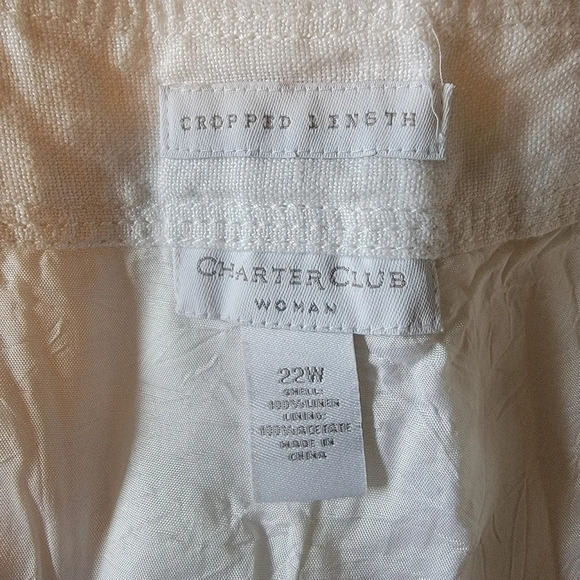 CROPPED LENGTH
CHARTER CLUB
WOMAN
22W
SHELL:
100% LINEN
LINING:
100% ACETATE
MADE IN
CHINA